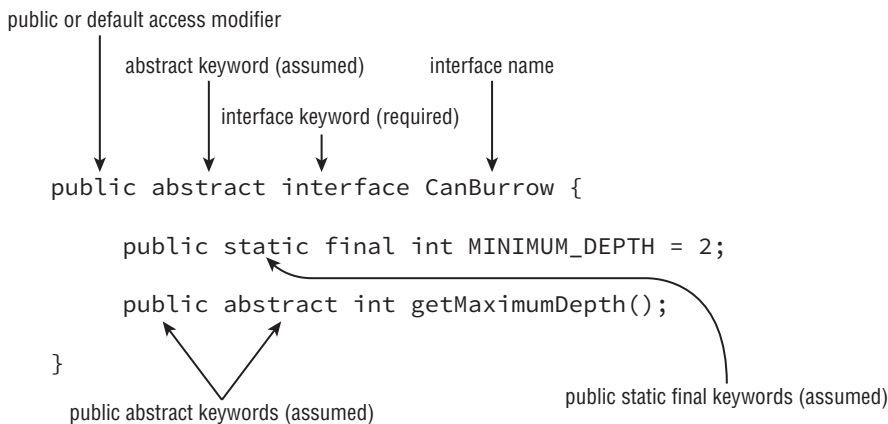 public or default access modifier
abstract keyword (assumed)
interface name
interface keyword (required)
public abstract interface CanBurrow {
public static final int MINIMUM_DEPTH = 2;
public abstract int getMaximumDepth();
}
public static final keywords (assumed)
public abstract keywords (assumed)